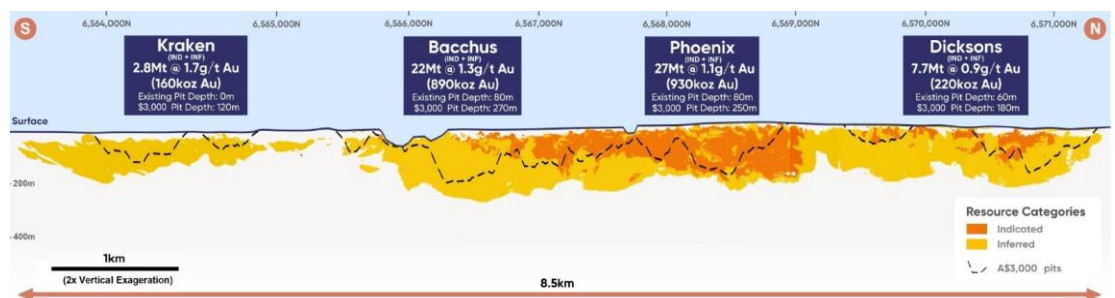 6,564,000N 6,565,000N 6,566,000N 6,567,000N 6,568,000N 6,569,000N 6,570,000N 6,571,000N
S
N
Kraken
(IND + INF)
2.8Mt @ 1.7g/t Au
(160koz Au)
Existing Pit Depth: 0m
$3,000 Pit Depth: 120m
Bacchus
(IND + INF)
22Mt @ 1.3g/t Au
(890koz Au)
Existing Pit Depth: 80m
$3,000 Pit Depth: 270m
Phoenix
(IND + INF)
27Mt @ 1.1g/t Au
(930koz Au)
Existing Pit Depth: 80m
$3,000 Pit Depth: 250m
Dicksons
(IND + INF)
7.7Mt @ 0.9g/t Au
(220koz Au)
Existing Pit Depth: 60m
$3,000 Pit Depth: 180m
Surface
-200m
-400m
1km
(2x Vertical Exageration)
Resource Categories
Indicated
Inferred
A$3,000 pits
8.5km